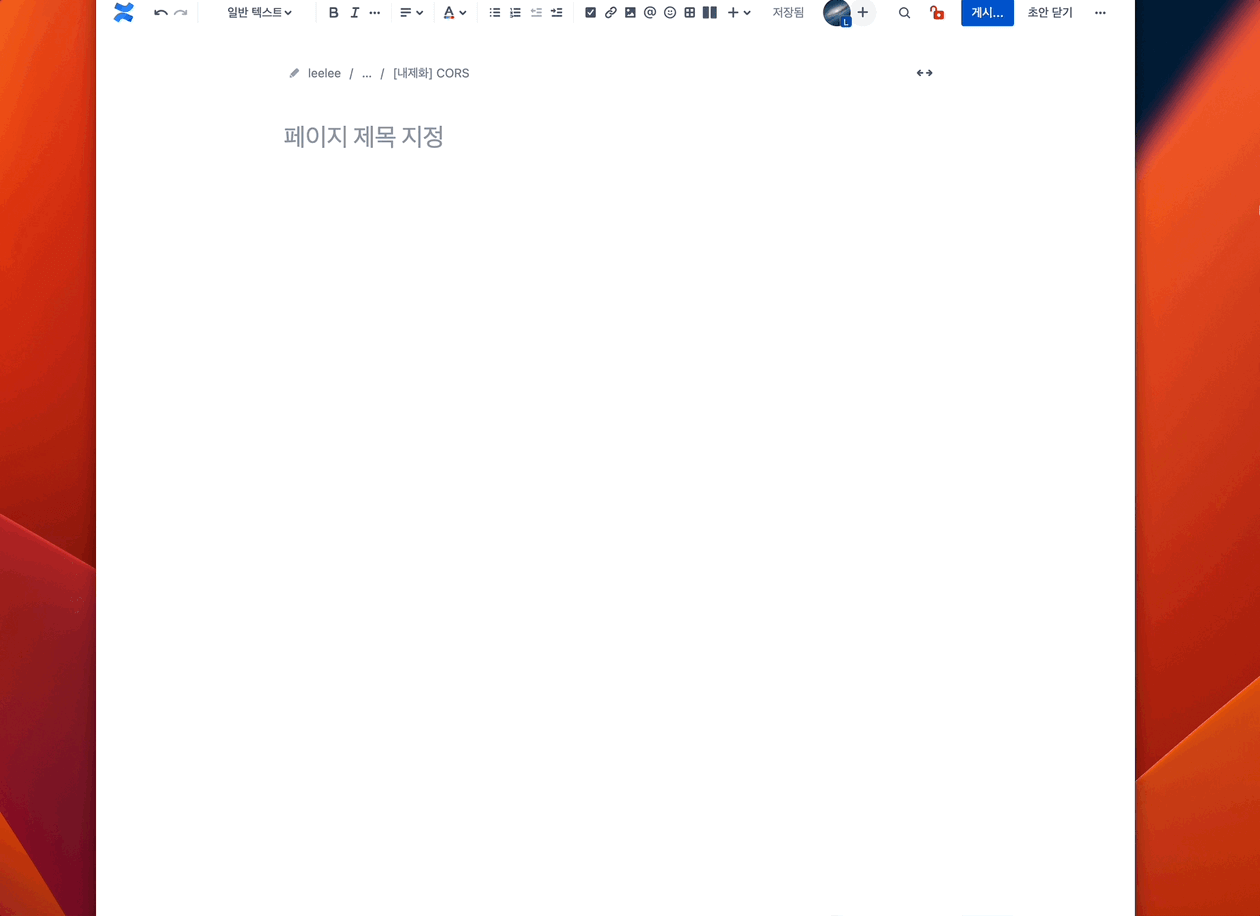 일반 텍스트 B I ... A @ 저장됨 L 게시... 초안 닫기
leelee / ... / [내제화] CORS
페이지 제목 지정